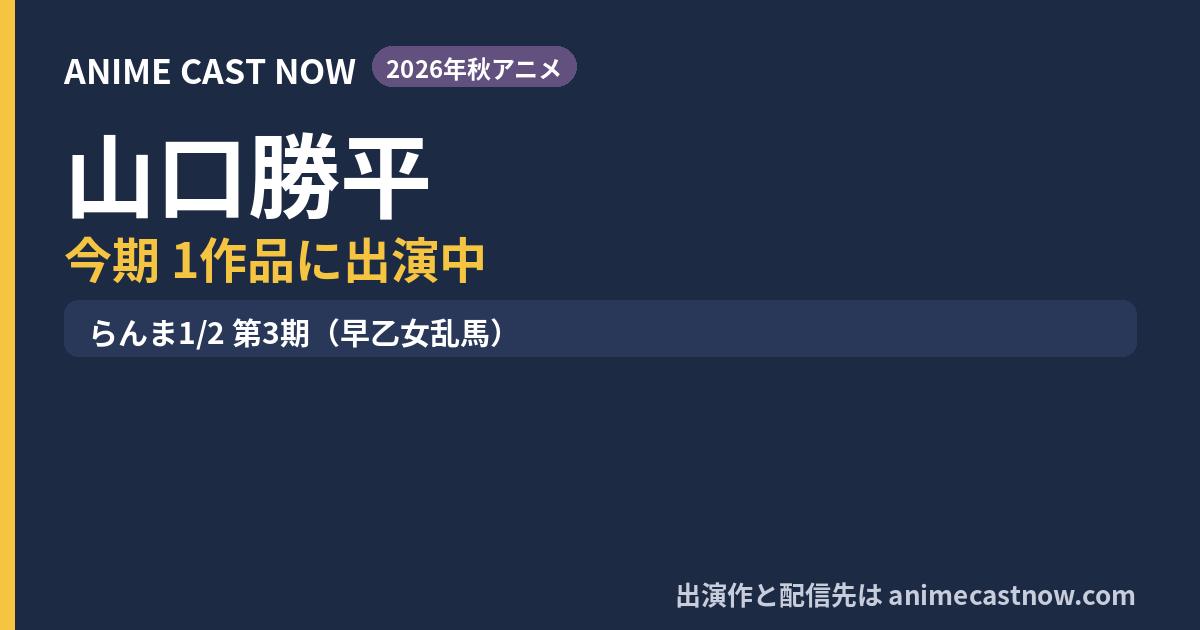 ANIME CAST NOW 2026年秋アニメ
山口勝平
今期 1作品に出演中
らんま1/2 第3期（早乙女乱馬）
出演作と配信先は animecastnow.com